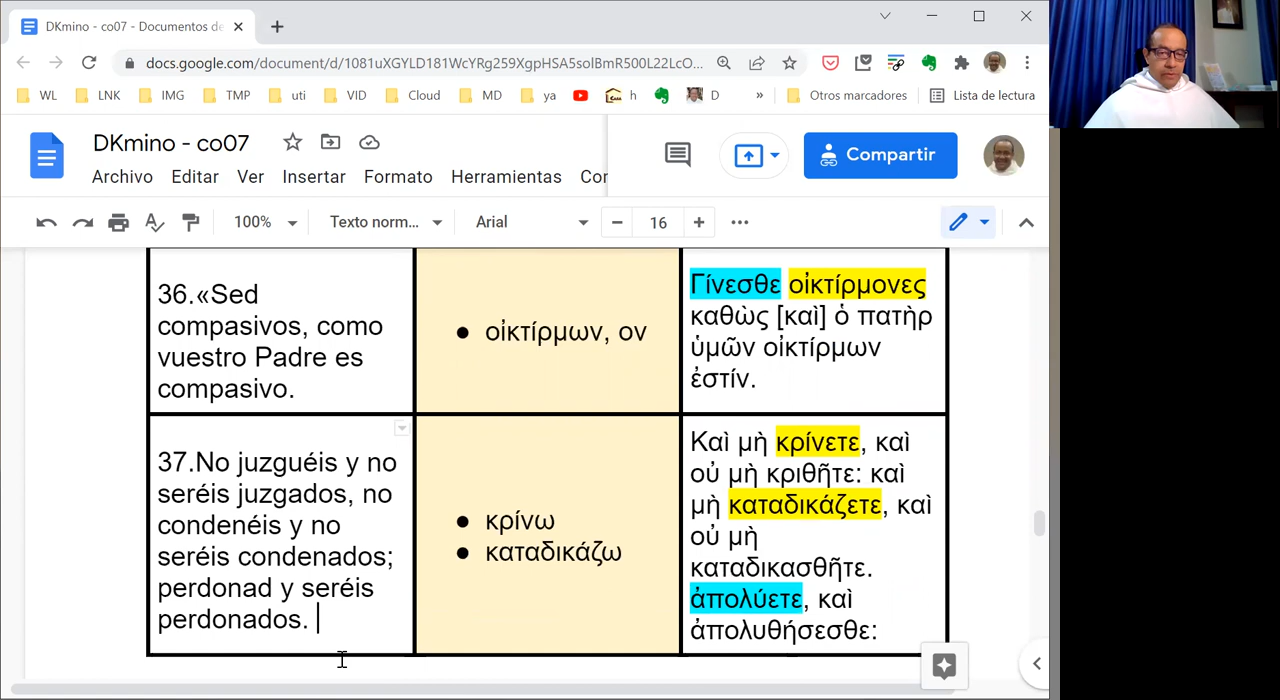 DKmino - co07 - Documentos de
docs.google.com/document/d/1081uXGYLD181WcYRg259XgpHSA5solBmR500L22LcO...
WL LNK IMG TMP uti VID Cloud MD ya h D » Otros marcadores Lista de lectura
DKmino - co07
Compartir
Archivo Editar Ver Insertar Formato Herramientas Cor
100% Texto norm... Arial 16
36.«Sed
compasivos, como
vuestro Padre es
compasivo.
● οἰκτίρμων, ον
Γίνεσθε οἰκτίρμονες
καθὼς [καὶ] ὁ πατὴρ
ὑμῶν οἰκτίρμων
ἐστίν.
37.No juzguéis y no
seréis juzgados, no
condenéis y no
seréis condenados;
perdonad y seréis
perdonados.
● κρίνω
● καταδικάζω
Καὶ μὴ κρίνετε, καὶ
οὐ μὴ κριθῆτε: καὶ
μὴ καταδικάζετε, καὶ
οὐ μὴ
καταδικασθῆτε.
ἀπολύετε, καὶ
ἀπολυθήσεσθε: